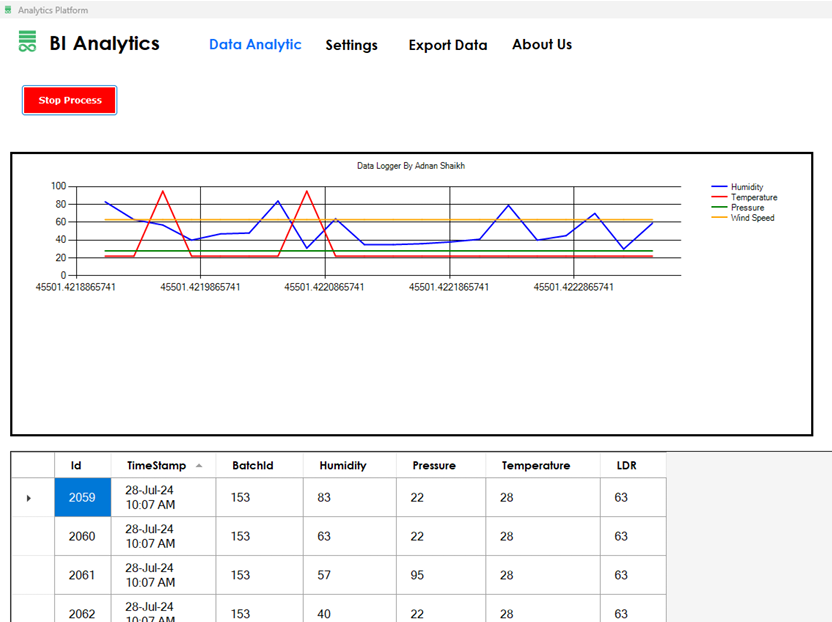 Analytics Platform
BI Analytics
Data Analytic Settings Export Data About Us
Stop Process
Data Logger By Adnan Shaikh
100
80
60
40
20
0
45501.4218865741 45501.4219865741 45501.4220865741 45501.4221865741 45501.4222865741
Humidity
Temperature
Pressure
Wind Speed
Id TimeStamp BatchId Humidity Pressure Temperature LDR
2059 28-Jul-24 10:07 AM 153 83 22 28 63
2060 28-Jul-24 10:07 AM 153 63 22 28 63
2061 28-Jul-24 10:07 AM 153 57 95 28 63
2062 28-Jul-24 10:07 AM 153 40 22 28 63